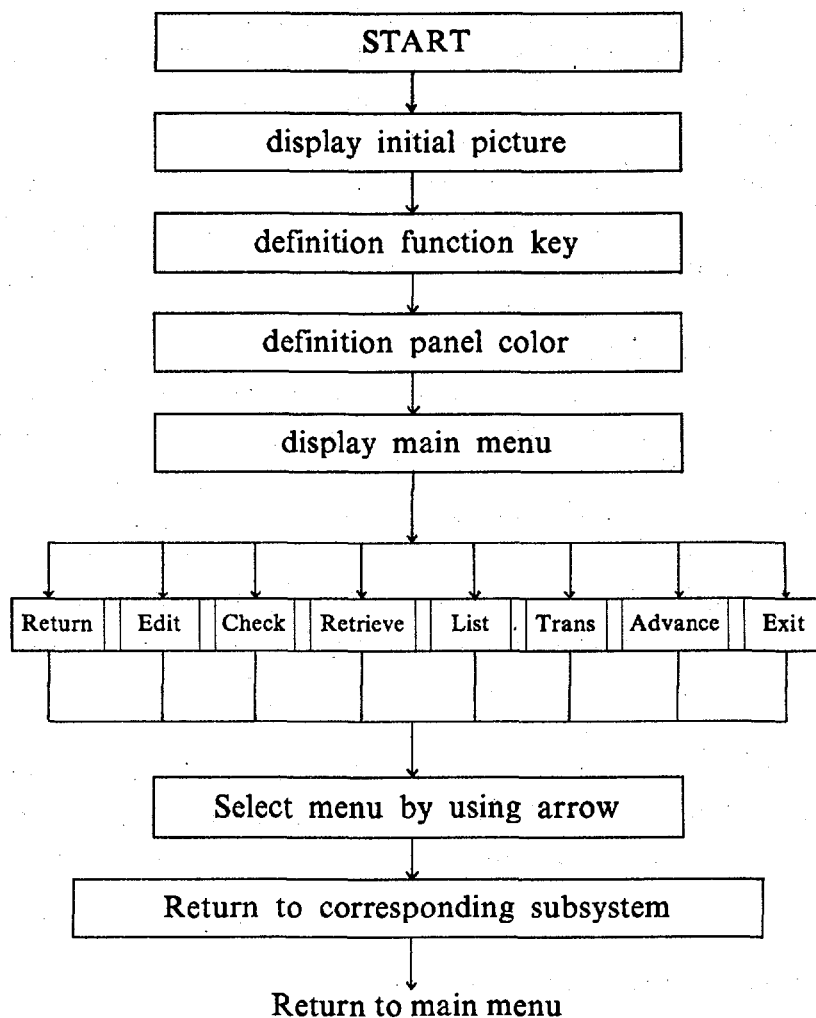 START
display initial picture
definition function key
definition panel color
display main menu
Return Edit Check Retrieve List Trans Advance Exit
Select menu by using arrow
Return to corresponding subsystem
Return to main menu